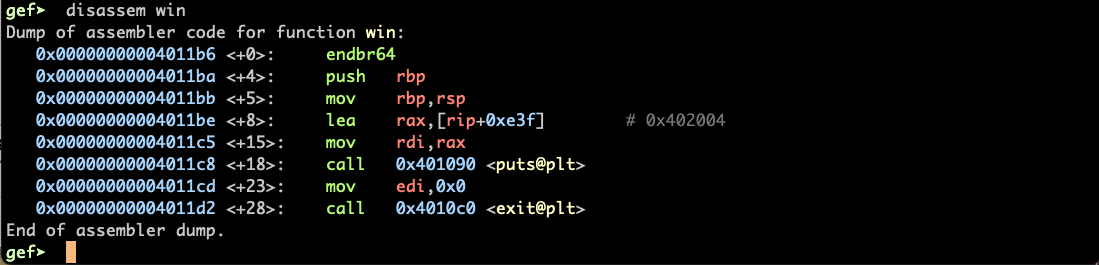 gef➤  disassem win
Dump of assembler code for function win:
   0x00000000004011b6 <+0>:     endbr64
   0x00000000004011ba <+4>:     push   rbp
   0x00000000004011bb <+5>:     mov    rbp,rsp
   0x00000000004011be <+8>:     lea    rax,[rip+0xe3f]        # 0x402004
   0x00000000004011c5 <+15>:    mov    rdi,rax
   0x00000000004011c8 <+18>:    call   0x401090 <puts@plt>
   0x00000000004011cd <+23>:    mov    edi,0x0
   0x00000000004011d2 <+28>:    call   0x4010c0 <exit@plt>
End of assembler dump.
gef➤